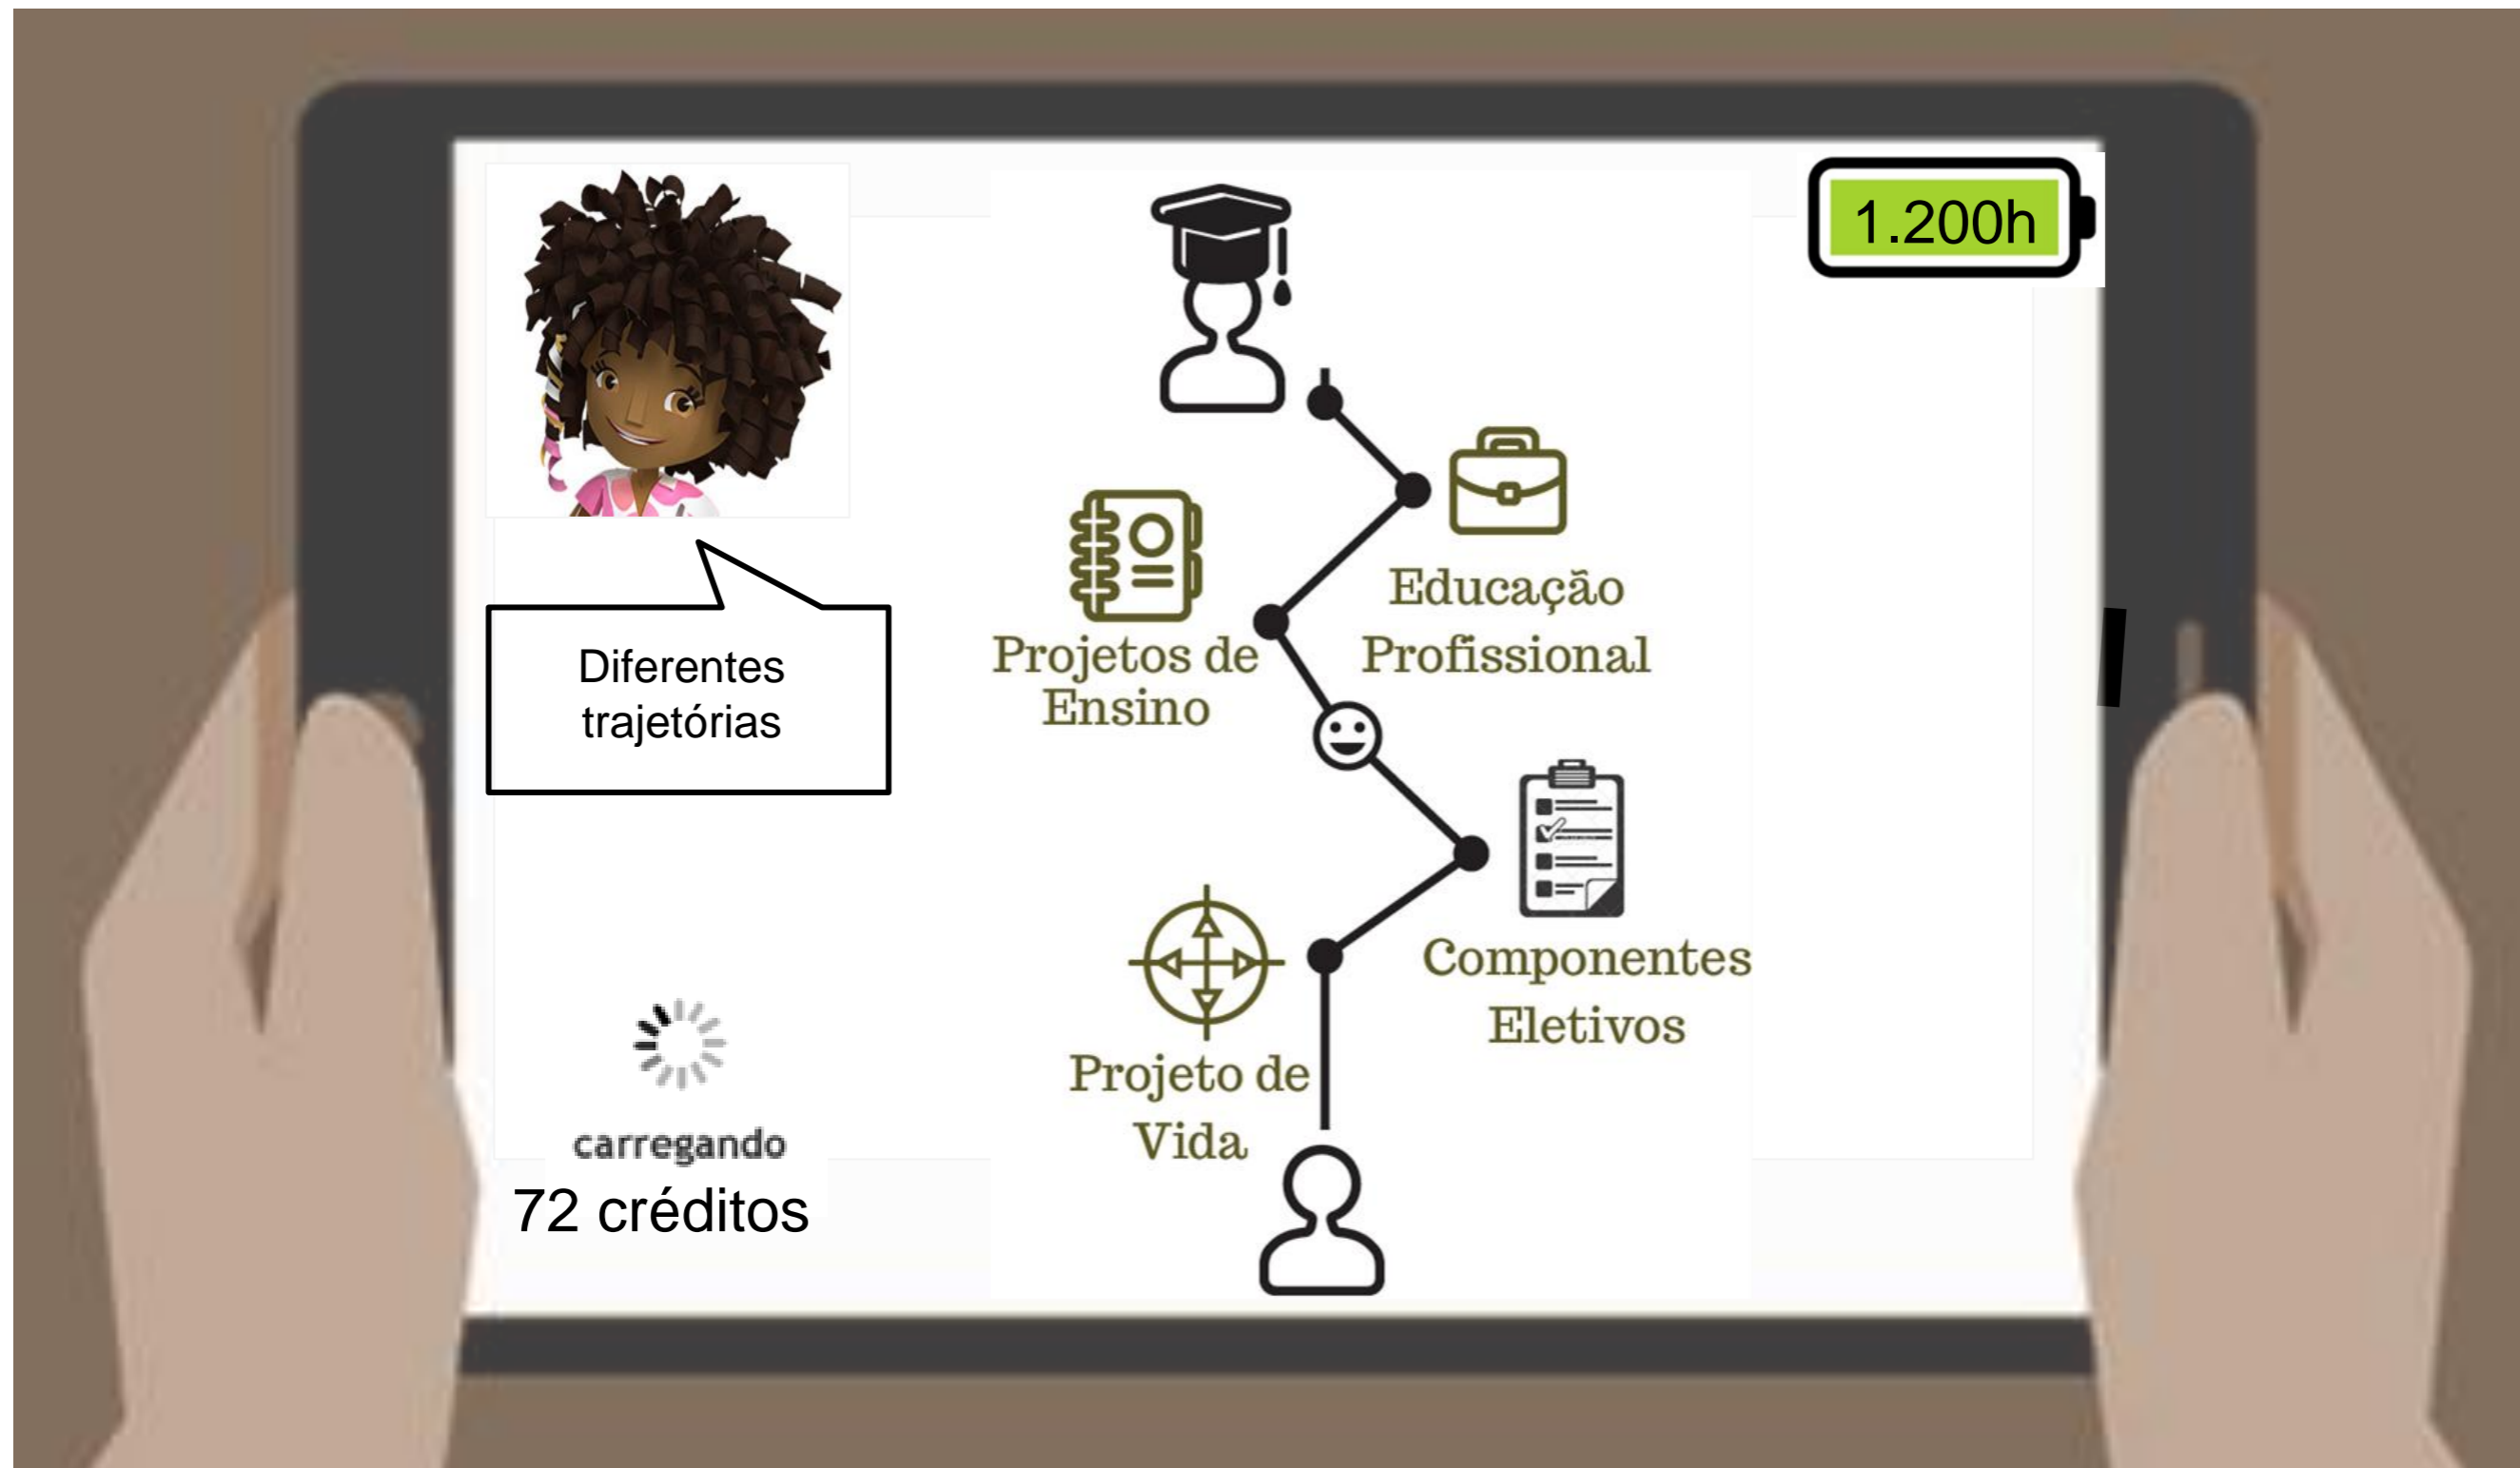 1.200h
Diferentes
trajetórias
Educação
Profissional
Projetos de
Ensino
Componentes
Eletivos
Projeto de
Vida
carregando
72 créditos